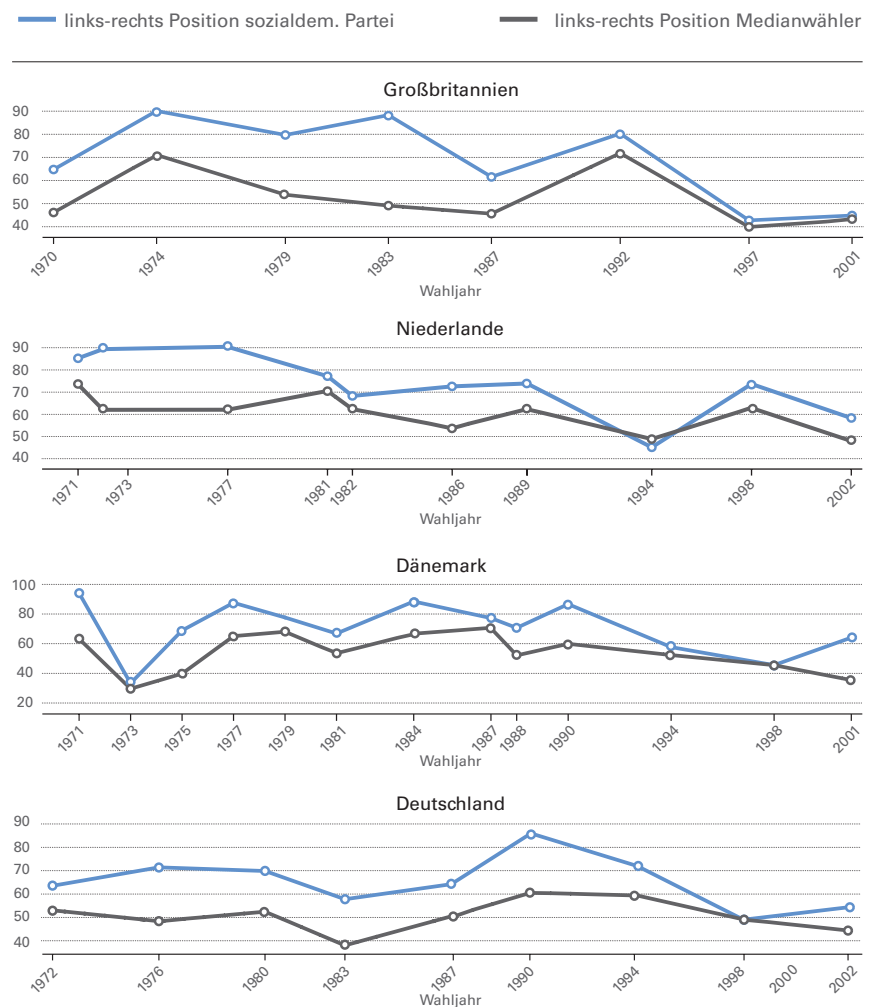 links-rechts Position sozialdem. Partei links-rechts Position Medianwähler
Großbritannien
90
80
70
60
50
40
1970 1974 1979 1983 1987 1992 1997 2001
Wahljahr
Niederlande
90
80
70
60
50
40
1971 1973 1977 1981 1982 1986 1989 1994 1998 2002
Wahljahr
Dänemark
100
80
60
40
20
1971 1973 1975 1977 1979 1981 1984 1987 1988 1990 1994 1998 2001
Wahljahr
Deutschland
90
80
70
60
50
40
1972 1976 1980 1983 1987 1990 1994 1998 2000 2002
Wahljahr